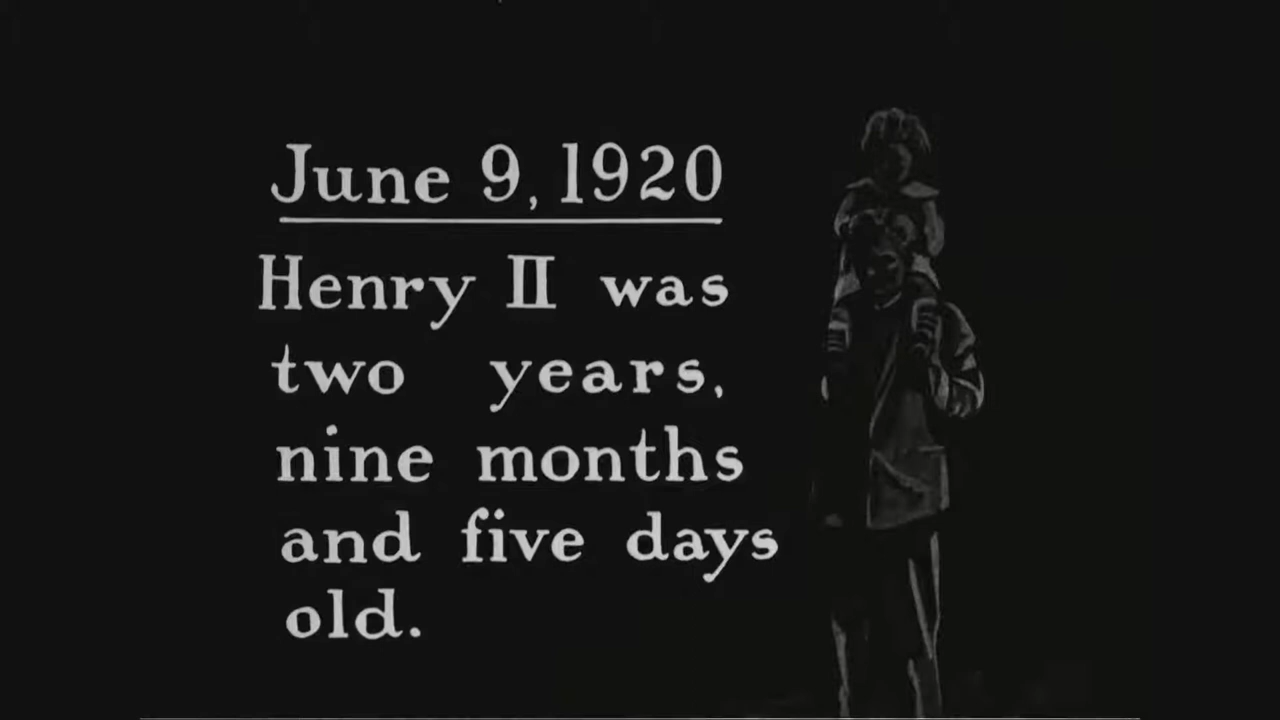 June 9, 1920
Henry II was
two years,
nine months
and five days
old.